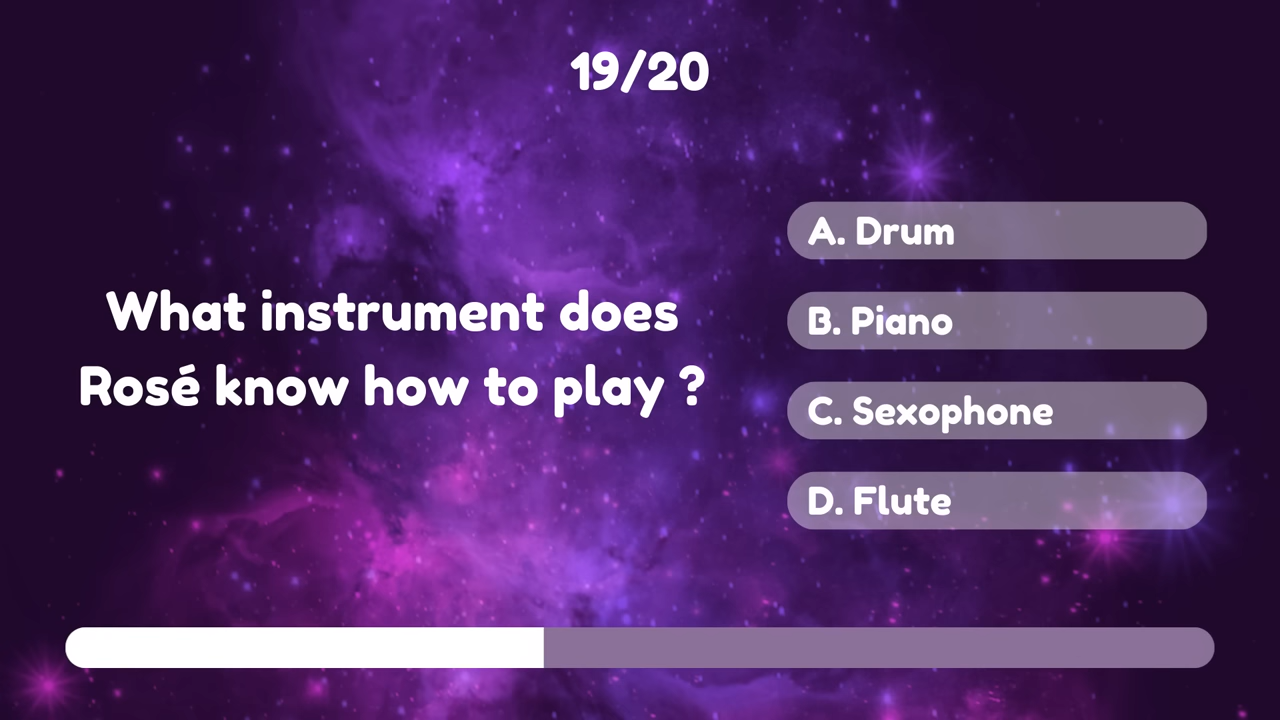 19/20
What instrument does
Rosé know how to play ?
A. Drum
B. Piano
C. Sexophone
D. Flute